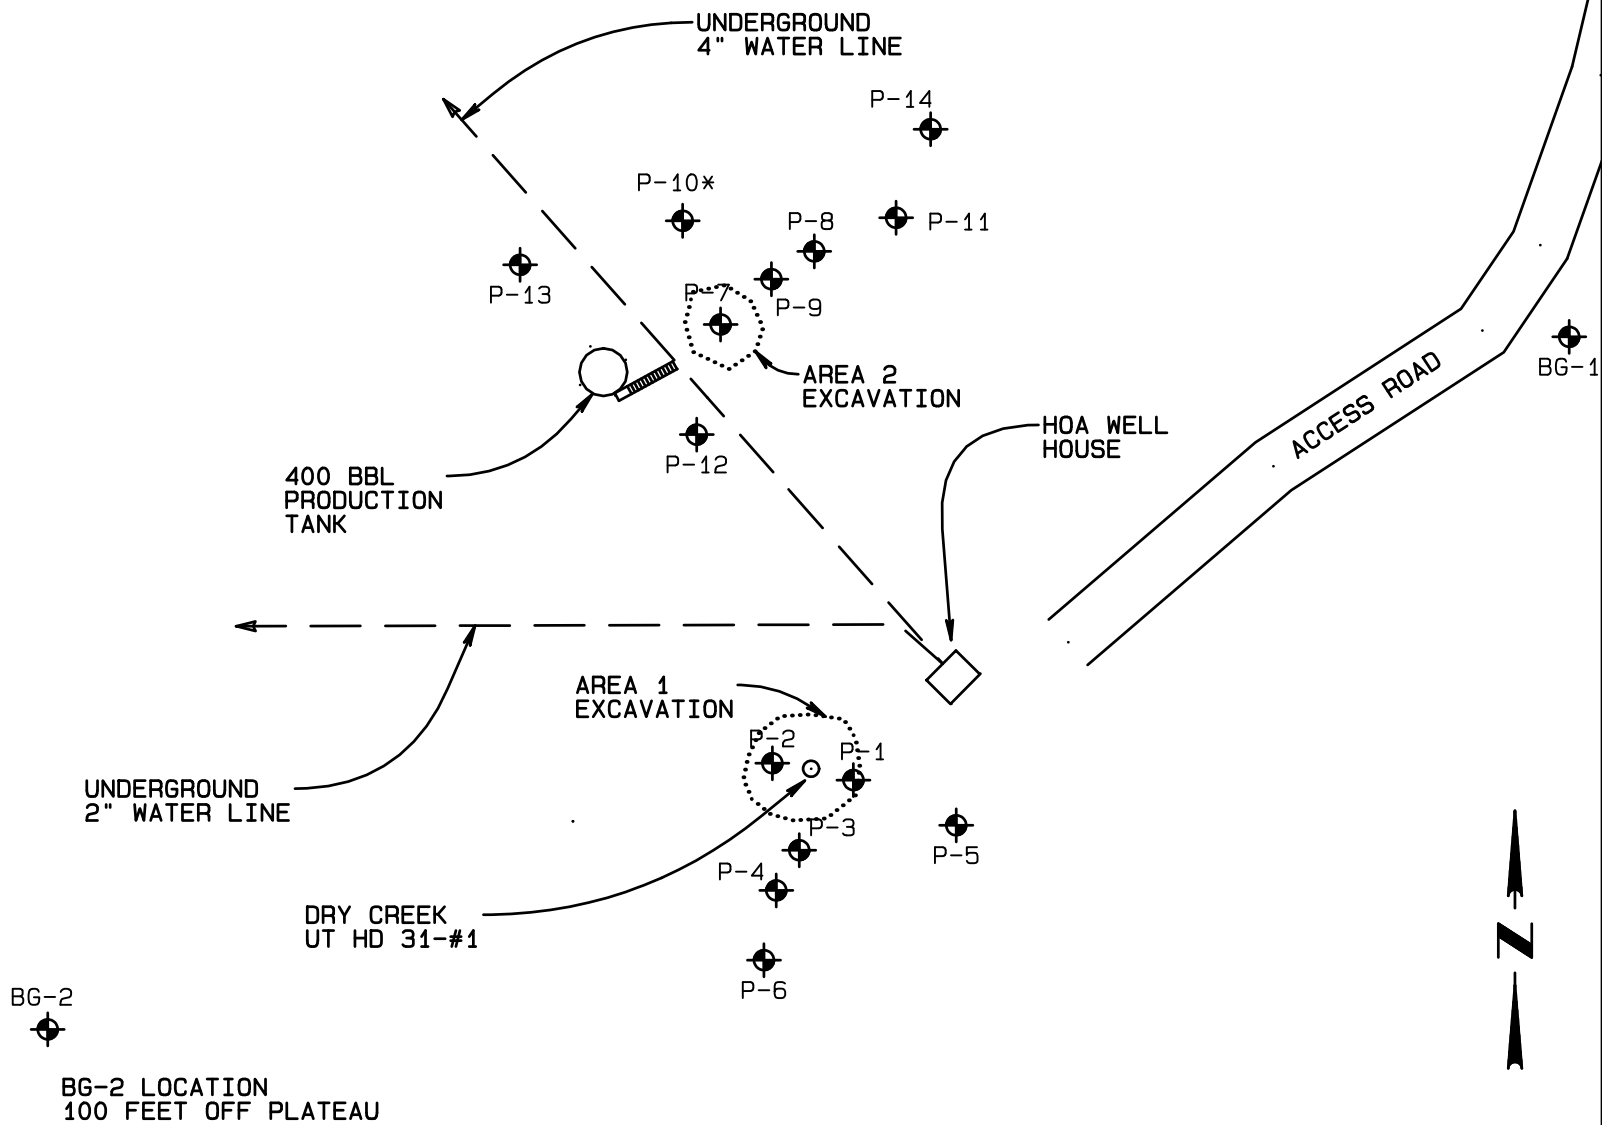 UNDERGROUND
4" WATER LINE
P-14
P-10*
P-8
P-11
P-13
P-7
P-9
AREA 2
EXCAVATION
BG-1
ACCESS ROAD
HOA WELL
HOUSE
P-12
400 BBL
PRODUCTION
TANK
AREA 1
EXCAVATION
P-2
P-1
UNDERGROUND
2" WATER LINE
P-3
P-5
P-4
DRY CREEK
UT HD 31-#1
N
P-6
BG-2
BG-2 LOCATION
100 FEET OFF PLATEAU